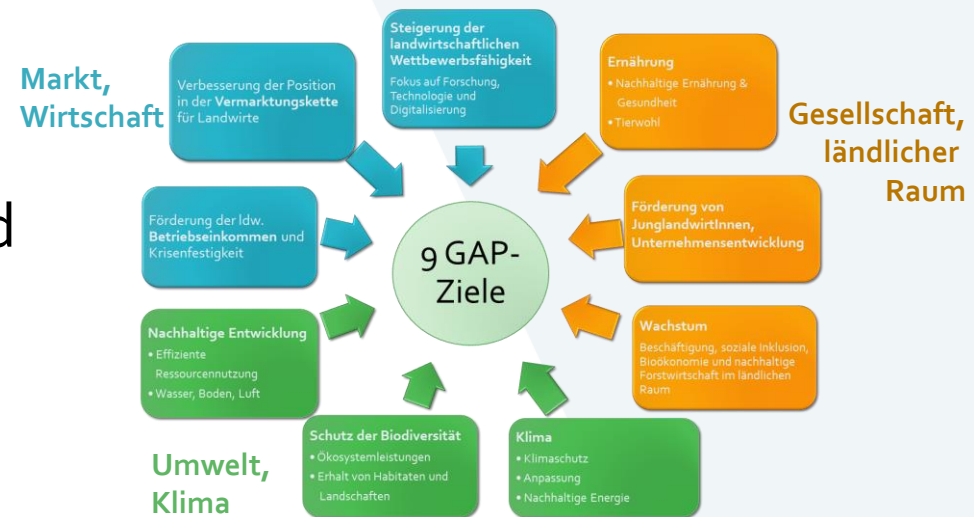 Markt,
Wirtschaft
Verbesserung der Position
in der Vermarktungskette
für Landwirte
Steigerung der
landwirtschaftlichen
Wettbewerbsfähigkeit
Fokus auf Forschung,
Technologie und
Digitalisierung
Ernährung
• Nachhaltige Ernährung &
Gesundheit
• Tierwohl
Gesellschaft,
ländlicher
Raum
d
Förderung der ldw.
Betriebseinkommen und
Krisenfestigkeit
9 GAP-
Ziele
Förderung von
JunglandwirtInnen,
Unternehmensentwicklung
Nachhaltige Entwicklung
• Effiziente
Ressourcennutzung
• Wasser, Boden, Luft
Wachstum
Beschäftigung, soziale Inklusion,
Bioökonomie und nachhaltige
Forstwirtschaft im ländlichen
Raum
Umwelt,
Klima
Schutz der Biodiversität
• Ökosystemleistungen
• Erhalt von Habitaten und
Landschaften
Klima
• Klimaschutz
• Anpassung
• Nachhaltige Energie